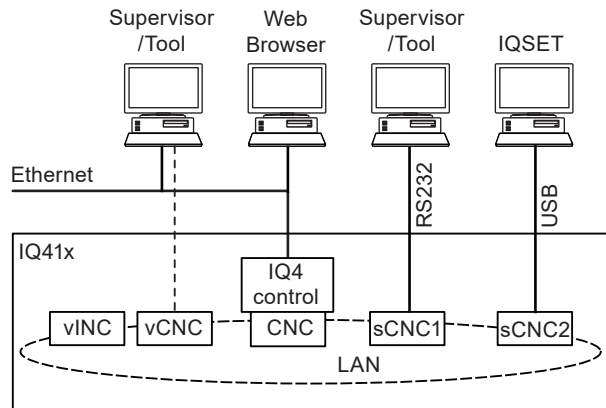 Supervisor
/Tool
Web
Browser
Supervisor
/Tool
IQSET
Ethernet
RS232
USB
IQ41x
IQ4
control
vINC
vCNC
CNC
sCNC1
sCNC2
LAN